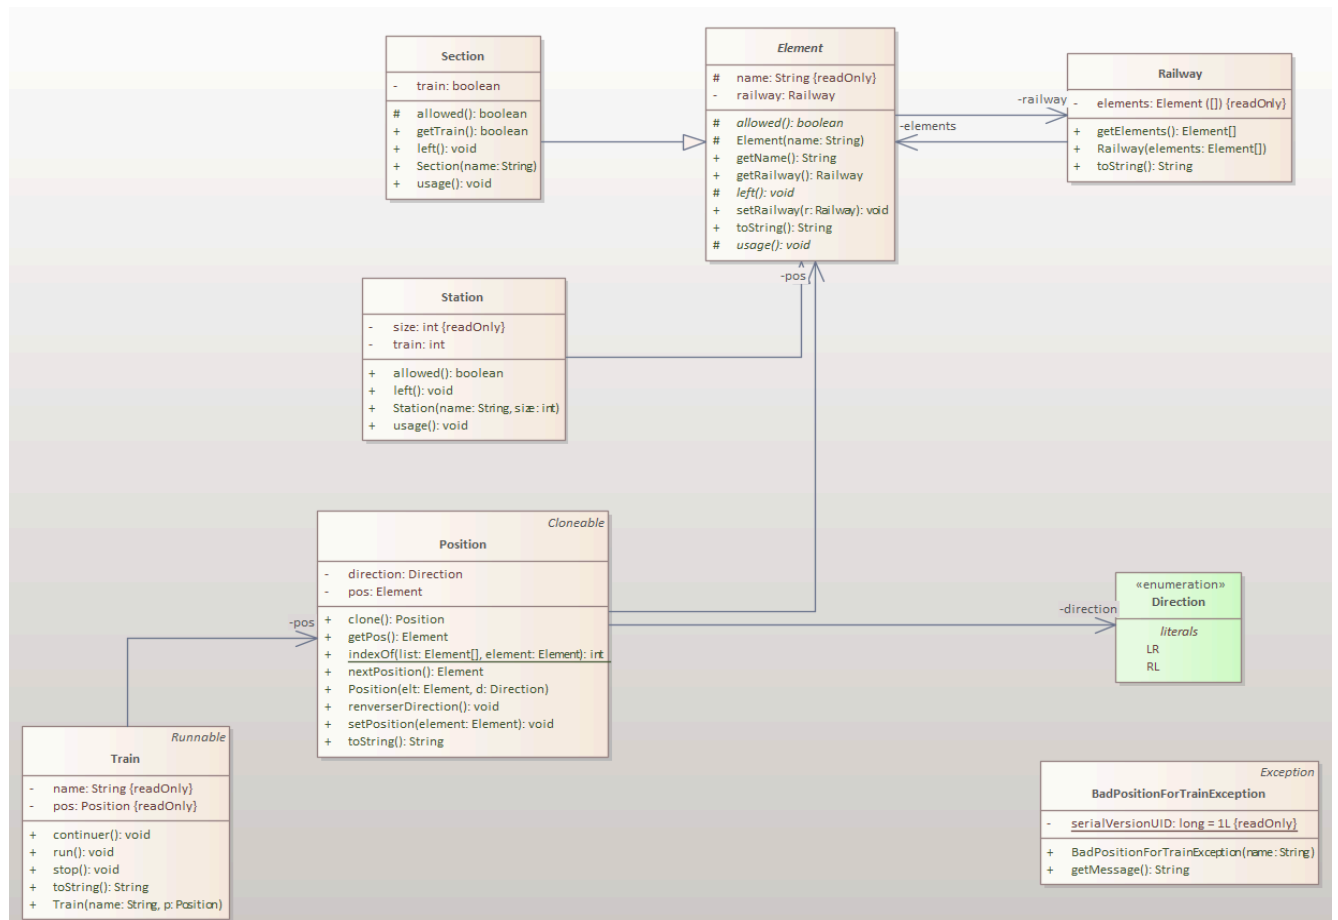 Section
- train: boolean
# allowed(): boolean
+ getTrain(): boolean
+ left(): void
+ Section(name: String)
+ usage(): void
Element
# name: String {readOnly}
- railway: Railway
# allowed(): boolean
# Element(name: String)
+ getName(): String
+ getRailway(): Railway
# left(): void
+ setRailway(r: Railway): void
+ toString(): String
# usage(): void
-railway
-elements
Railway
- elements: Element ([]) {readOnly}
+ getElements(): Element[]
+ Railway(elements: Element[])
+ toString(): String
-pos
Station
- size: int {readOnly}
- train: int
+ allowed(): boolean
+ left(): void
+ Station(name: String, size: int)
+ usage(): void
Cloneable
Position
- direction: Direction
- pos: Element
+ clone(): Position
+ getPos(): Element
+ indexOf(list: Element[], element: Element): int
+ nextPosition(): Element
+ Position(elt: Element, d: Direction)
+ renverserDirection(): void
+ setPosition(element: Element): void
+ toString(): String
-direction
«enumeration»
Direction
literals
LR
RL
-pos
Runnable
Train
- name: String {readOnly}
- pos: Position {readOnly}
+ continuer(): void
+ run(): void
+ stop(): void
+ toString(): String
+ Train(name: String, p: Position)
Exception
BadPositionForTrainException
- serialVersionUID: long = 1L {readOnly}
+ BadPositionForTrainException(name: String)
+ getMessage(): String